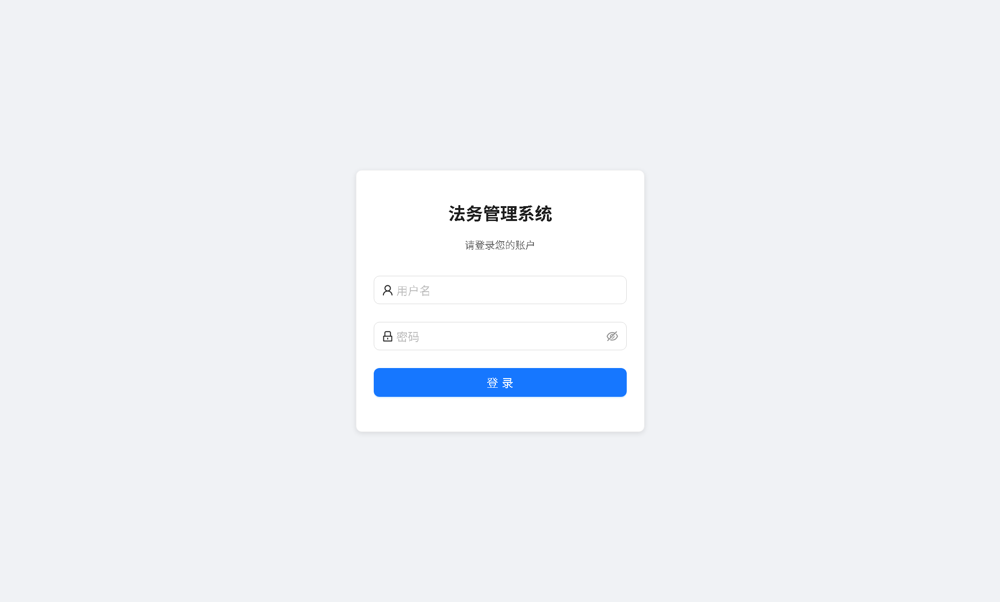 法务管理系统
请登录您的账户
用户名
密码
登 录